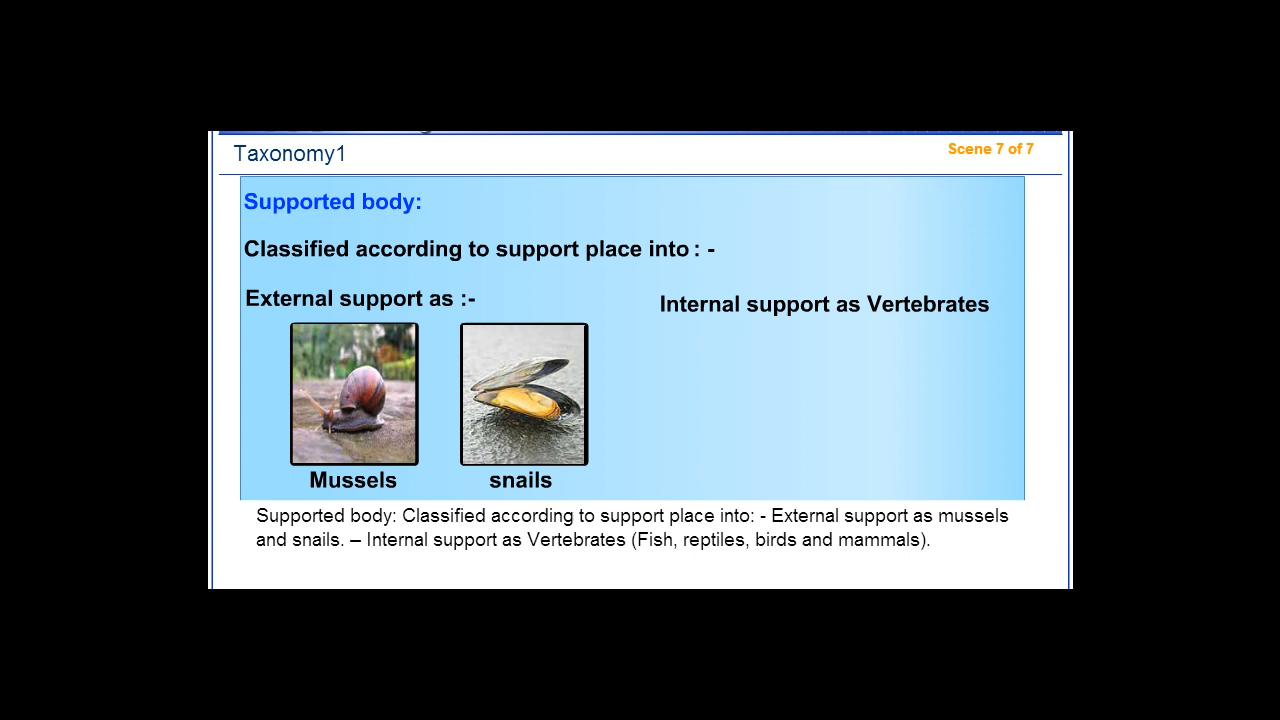 Taxonomy1
Scene 7 of 7
Supported body:
Classified according to support place into : -
External support as :-
Internal support as Vertebrates
Mussels
snails
Supported body: Classified according to support place into: - External support as mussels
and snails. – Internal support as Vertebrates (Fish, reptiles, birds and mammals).